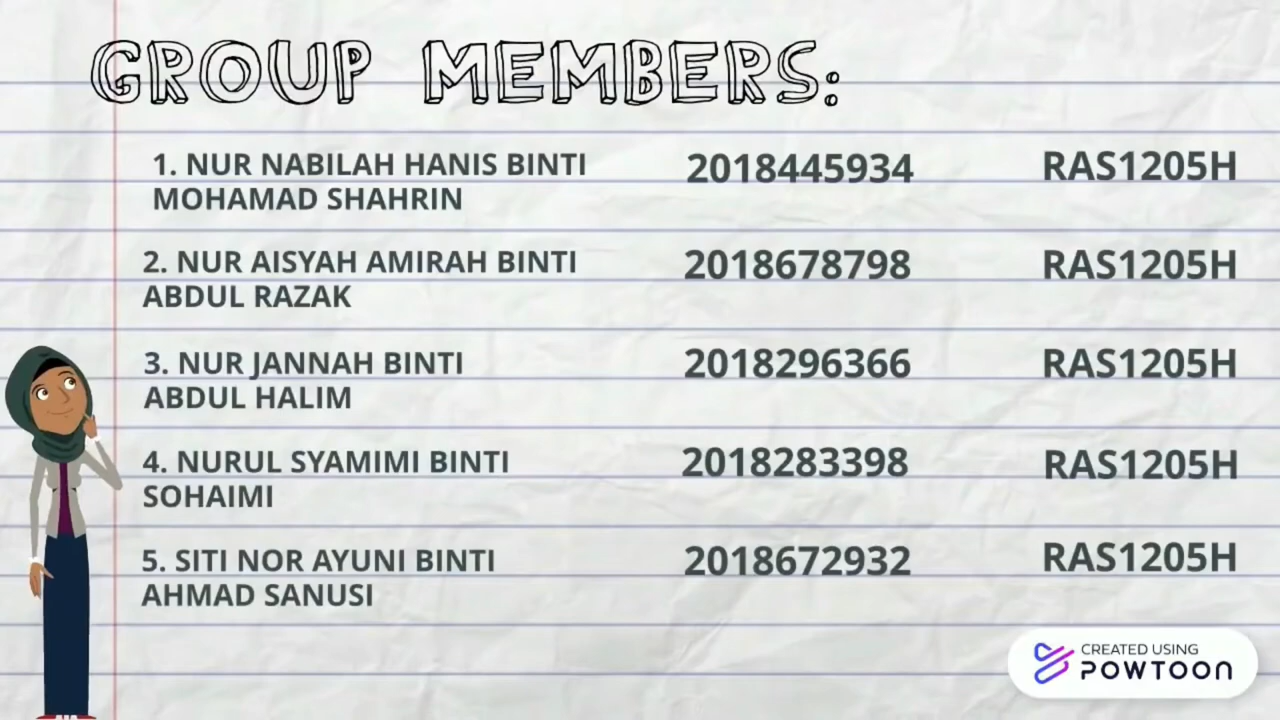 GROUP MEMBERS:
1. NUR NABILAH HANIS BINTI 2018445934 RAS1205H
MOHAMAD SHAHRIN
2. NUR AISYAH AMIRAH BINTI 2018678798 RAS1205H
ABDUL RAZAK
3. NUR JANNAH BINTI 2018296366 RAS1205H
ABDUL HALIM
4. NURUL SYAMIMI BINTI 2018283398 RAS1205H
SOHAIMI
5. SITI NOR AYUNI BINTI 2018672932 RAS1205H
AHMAD SANUSI
CREATED USING
POWTOON